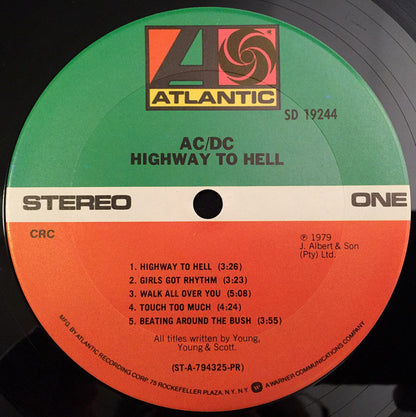 ATLANTIC
SD 19244
AC/DC
HIGHWAY TO HELL
STEREO
ONE
CRC
℗ 1979
J. Albert & Son
(Pty) Ltd.
1. HIGHWAY TO HELL (3:26)
2. GIRLS GOT RHYTHM (3:23)
3. WALK ALL OVER YOU (5:08)
4. TOUCH TOO MUCH (4:24)
5. BEATING AROUND THE BUSH (3:55)
All titles written by Young,
Young & Scott.
(ST-A-794325-PR)
MFG. BY ATLANTIC RECORDING CORP. 75 ROCKEFELLER PLAZA, N.Y., N.Y. A WARNER COMMUNICATIONS COMPANY